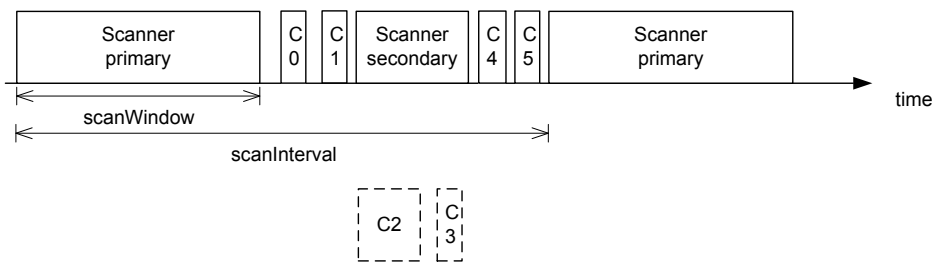 Scanner
primary
C
0
C
1
Scanner
secondary
C
4
C
5
Scanner
primary
time
scanWindow
scanInterval
C2
C
3